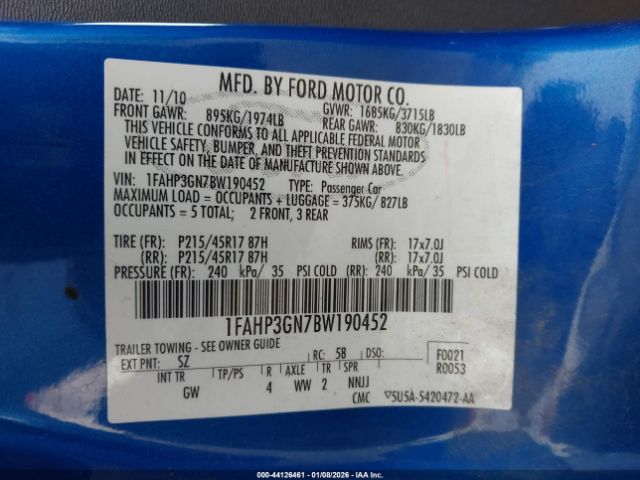 MFD. BY FORD MOTOR CO.
DATE: 11/10 GVWR: 1685KG/3715LB
FRONT GAWR: 895KG/1974LB REAR GAWR: 830KG/1830LB
THIS VEHICLE CONFORMS TO ALL APPLICABLE FEDERAL MOTOR
VEHICLE SAFETY, BUMPER, AND THEFT PREVENTION STANDARDS
IN EFFECT ON THE DATE OF MANUFACTURE SHOWN ABOVE.
VIN: 1FAHP3GN7BW190452 TYPE: Passenger Car
MAXIMUM LOAD = OCCUPANTS + LUGGAGE = 375KG/ 827LB
OCCUPANTS = 5 TOTAL; 2 FRONT, 3 REAR
TIRE (FR): P215/45R17 87H RIMS (FR): 17x7.0J
(RR): P215/45R17 87H (RR): 17x7.0J
PRESSURE (FR): 240 kPa/ 35 PSI COLD (RR): 240 kPa/ 35 PSI COLD
1FAHP3GN7BW190452
TRAILER TOWING - SEE OWNER GUIDE
EXT PNT: SZ RC: 58 DSO: F0021
R0053
INT TR TP/PS R AXLE TR SPR
GW 4 WW 2 NNJJ
CMC ▽5U5A-5420472-AA
000-44126461 - 01/08/2026 - IAA Inc.